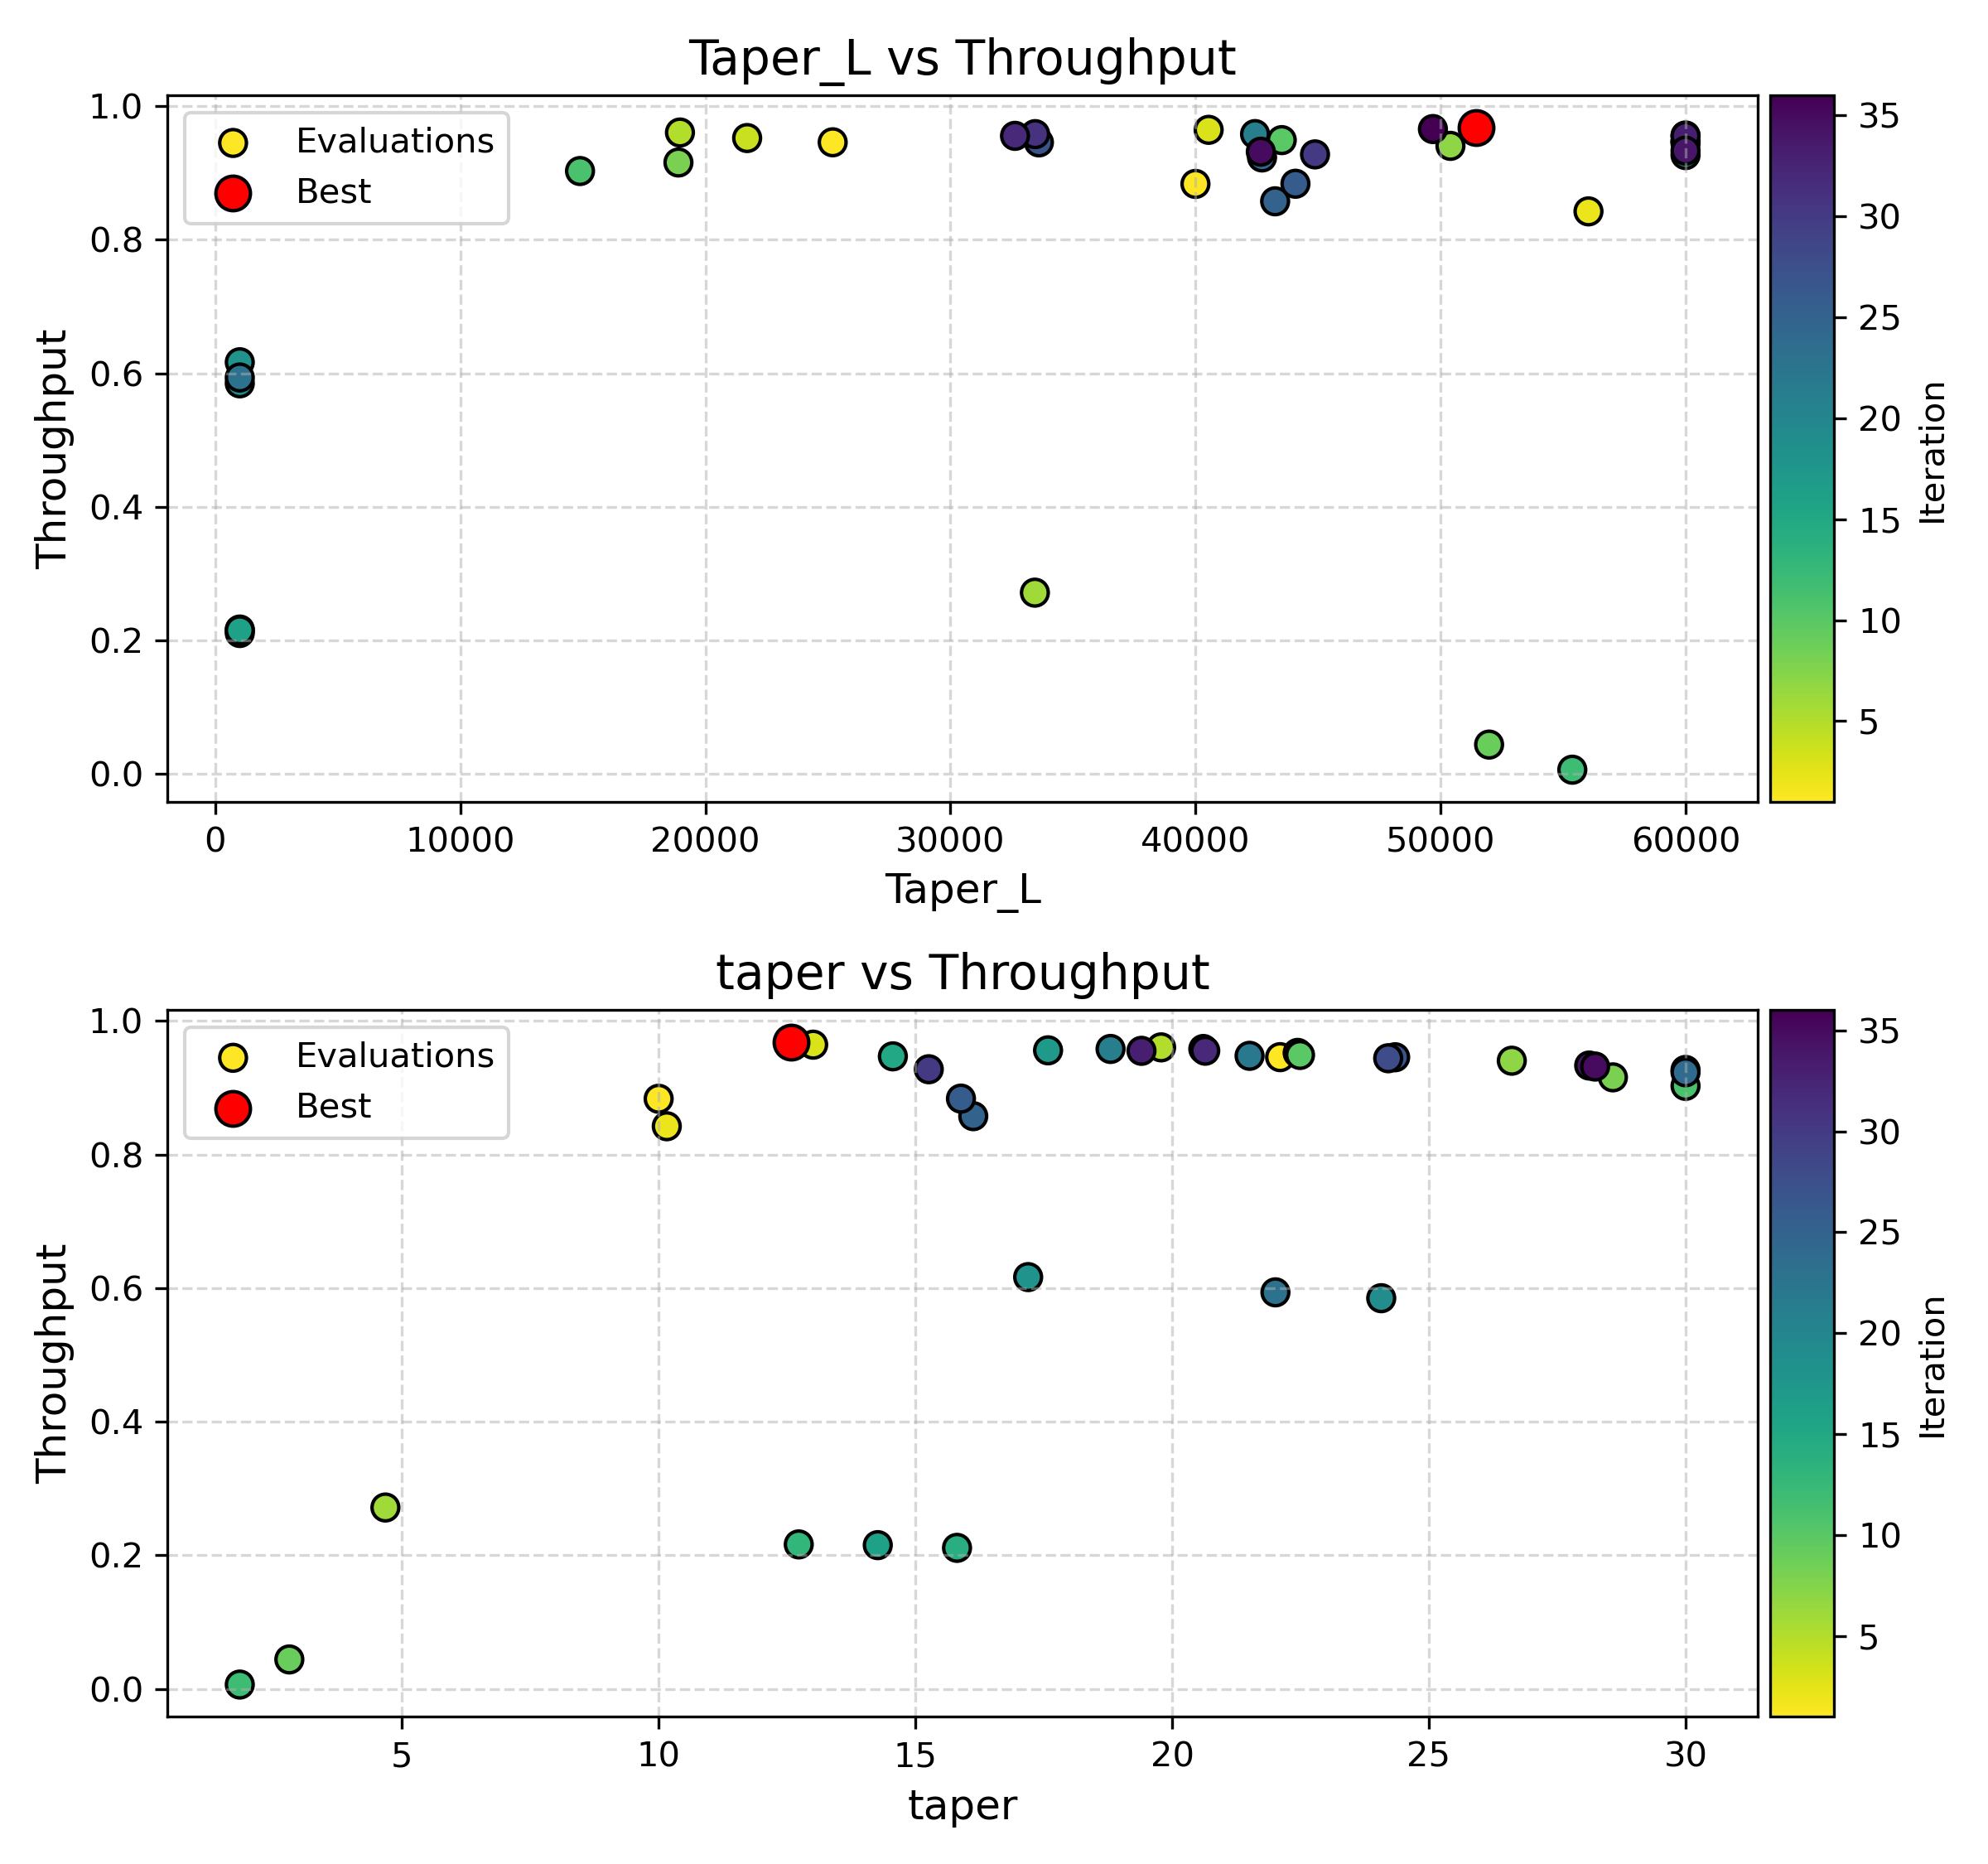 Taper_L vs Throughput
1.0
0.8
0.6
0.4
0.2
0.0
Throughput
Evaluations
Best
0 10000 20000 30000 40000 50000 60000
Taper_L
35
30
25
20
15
10
5
Iteration
taper vs Throughput
1.0
0.8
0.6
0.4
0.2
0.0
Throughput
Evaluations
Best
5 10 15 20 25 30
taper
35
30
25
20
15
10
5
Iteration